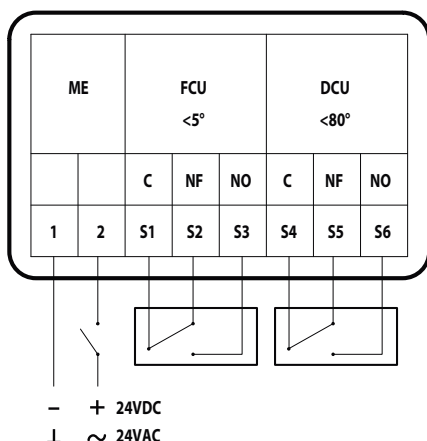 ME FCU DCU
<5° <80°
C NF NO C NF NO
1 2 S1 S2 S3 S4 S5 S6
- + 24VDC
⊥ ~ 24VAC